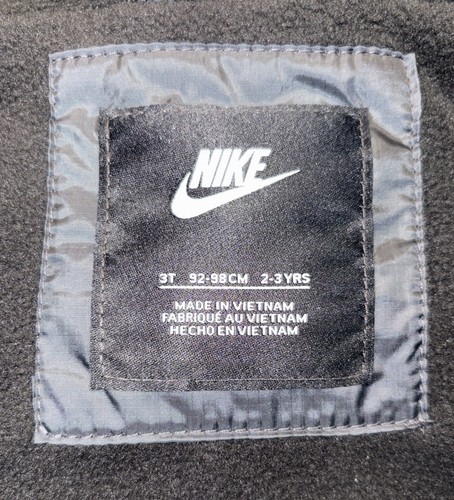 NIKE
3T 92-98CM 2-3YRS
MADE IN VIETNAM
FABRIQUÉ AU VIETNAM
HECHO EN VIETNAM